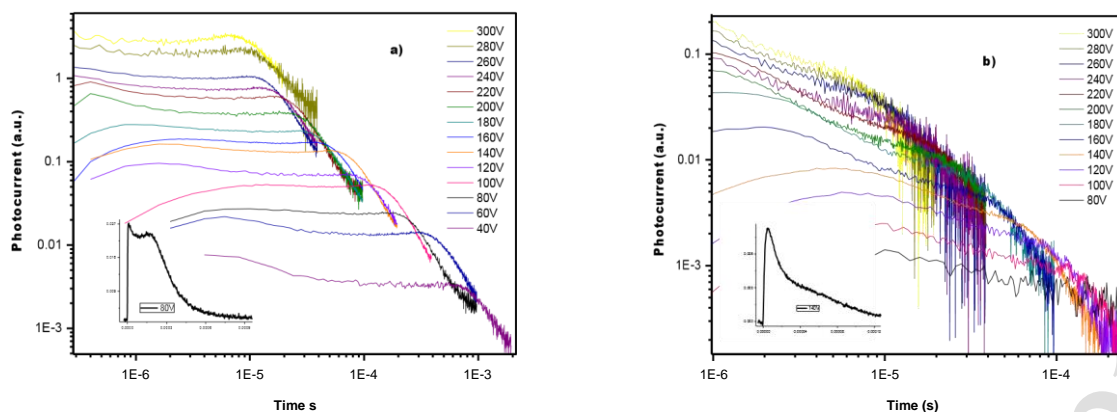 a)
Photocurrent (a.u.)
1
0.1
0.01
1E-3
1E-6
1E-5
1E-4
1E-3
Time s
300V
280V
260V
240V
220V
200V
180V
160V
140V
120V
100V
80V
60V
40V
80V
b)
Photocurrent (a.u.)
0.1
0.01
1E-3
1E-6
1E-5
1E-4
Time (s)
300V
280V
260V
240V
220V
200V
180V
160V
140V
120V
100V
80V